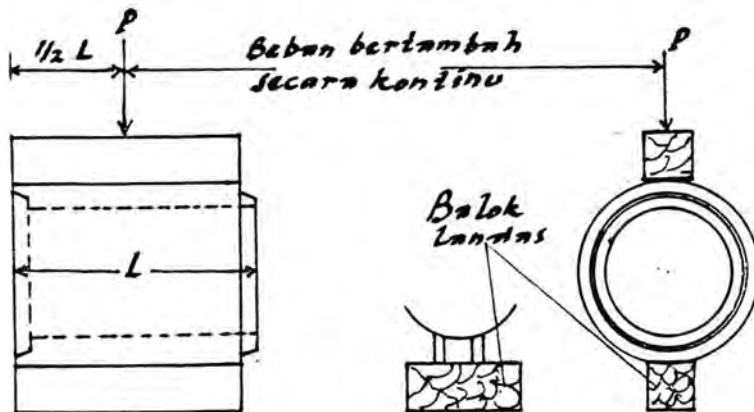 P
½ L
Beban bertambah
secara kontinu
P
Balok
landas
L